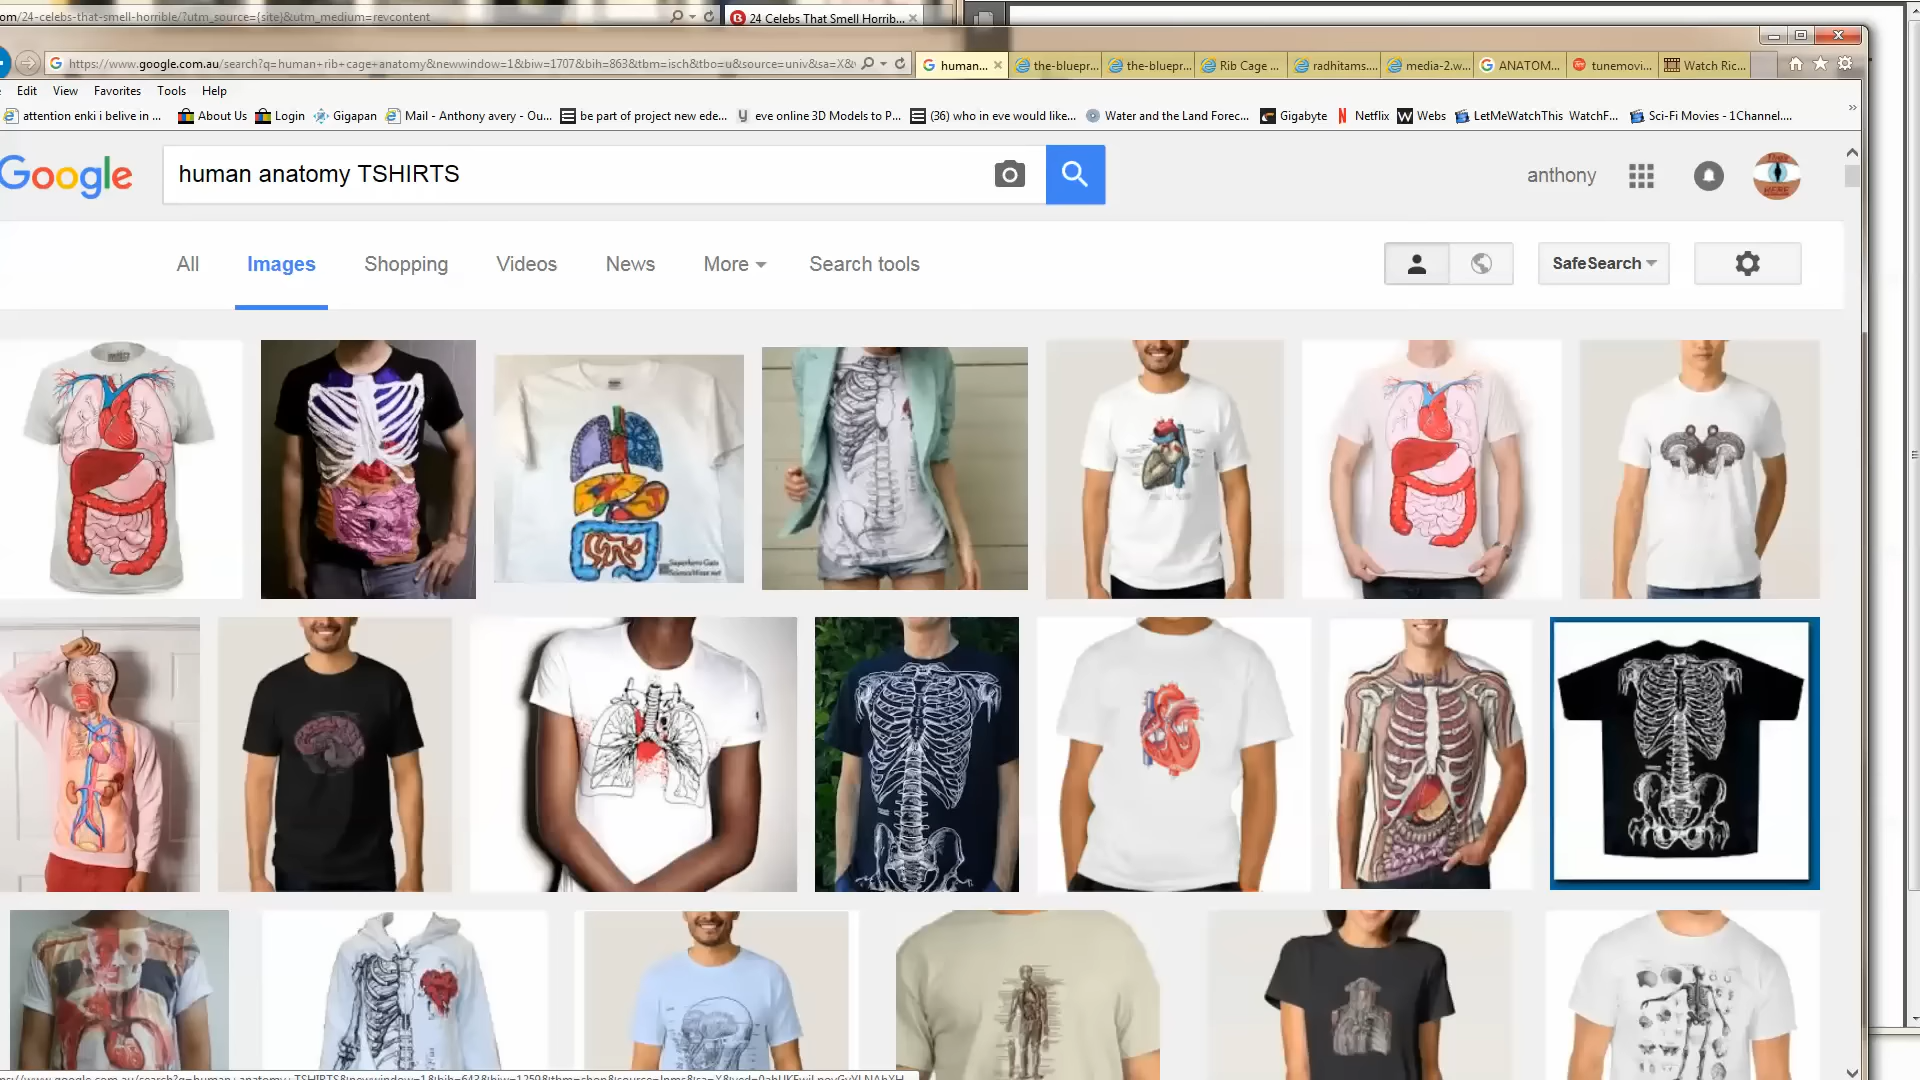 om/24-celebs-that-smell-horrible/?utm_source={site}&utm_medium=revcontent
24 Celebs That Smell Horrib...
https://www.google.com.au/search?q=human+rib+cage+anatomy&newwindow=1&biw=1707&bih=863&tbm=isch&tbo=u&source=univ&sa=X&
human...
the-bluepr...
the-bluepr...
Rib Cage ...
radhitams....
media-2.w...
ANATOM...
tunemovi...
Watch Ric...
Edit View Favorites Tools Help
attention enki i belive in ...
About Us
Login
Gigapan
Mail - Anthony avery - Ou...
be part of project new ede...
eve online 3D Models to P...
(36) who in eve would like...
Water and the Land Forec...
Gigabyte
Netflix
Webs
LetMeWatchThis WatchF...
Sci-Fi Movies - 1Channel....
Google
human anatomy TSHIRTS
anthony
All Images Shopping Videos News More Search tools
SafeSearch
Superhero Guts
ScienceWear.net